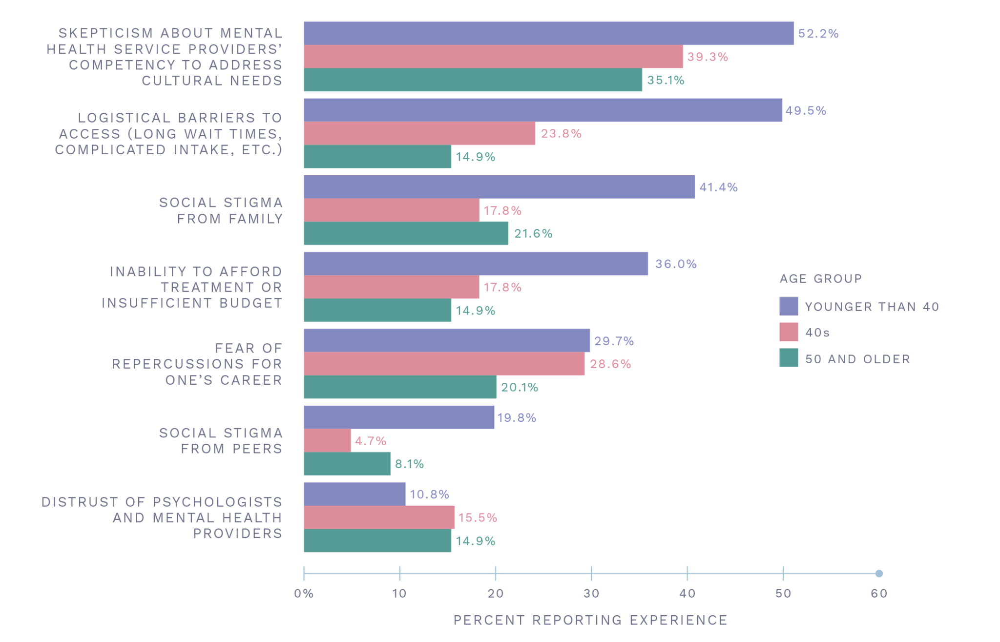 SKEPTICISM ABOUT MENTAL
HEALTH SERVICE PROVIDERS’
COMPETENCY TO ADDRESS
CULTURAL NEEDS
52.2%
39.3%
35.1%
LOGISTICAL BARRIERS TO
ACCESS (LONG WAIT TIMES,
COMPLICATED INTAKE, ETC.)
49.5%
23.8%
14.9%
SOCIAL STIGMA
FROM FAMILY
41.4%
17.8%
21.6%
INABILITY TO AFFORD
TREATMENT OR
INSUFFICIENT BUDGET
36.0%
17.8%
14.9%
FEAR OF
REPERCUSSIONS FOR
ONE’S CAREER
29.7%
28.6%
20.1%
SOCIAL STIGMA
FROM PEERS
19.8%
4.7%
8.1%
DISTRUST OF PSYCHOLOGISTS
AND MENTAL HEALTH
PROVIDERS
10.8%
15.5%
14.9%
AGE GROUP
YOUNGER THAN 40
40s
50 AND OLDER
0% 10 20 30 40 50 60
PERCENT REPORTING EXPERIENCE